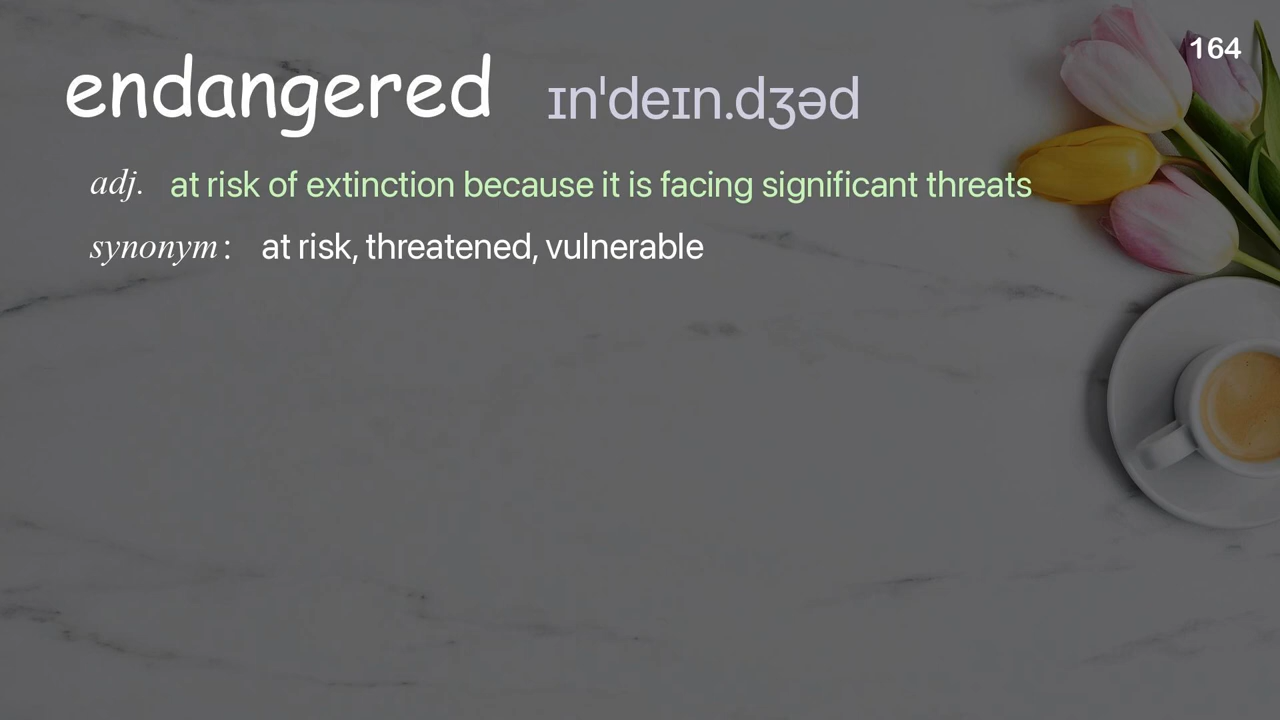 164
endangered ɪnˈdeɪn.dʒəd
adj. at risk of extinction because it is facing significant threats
synonym: at risk, threatened, vulnerable